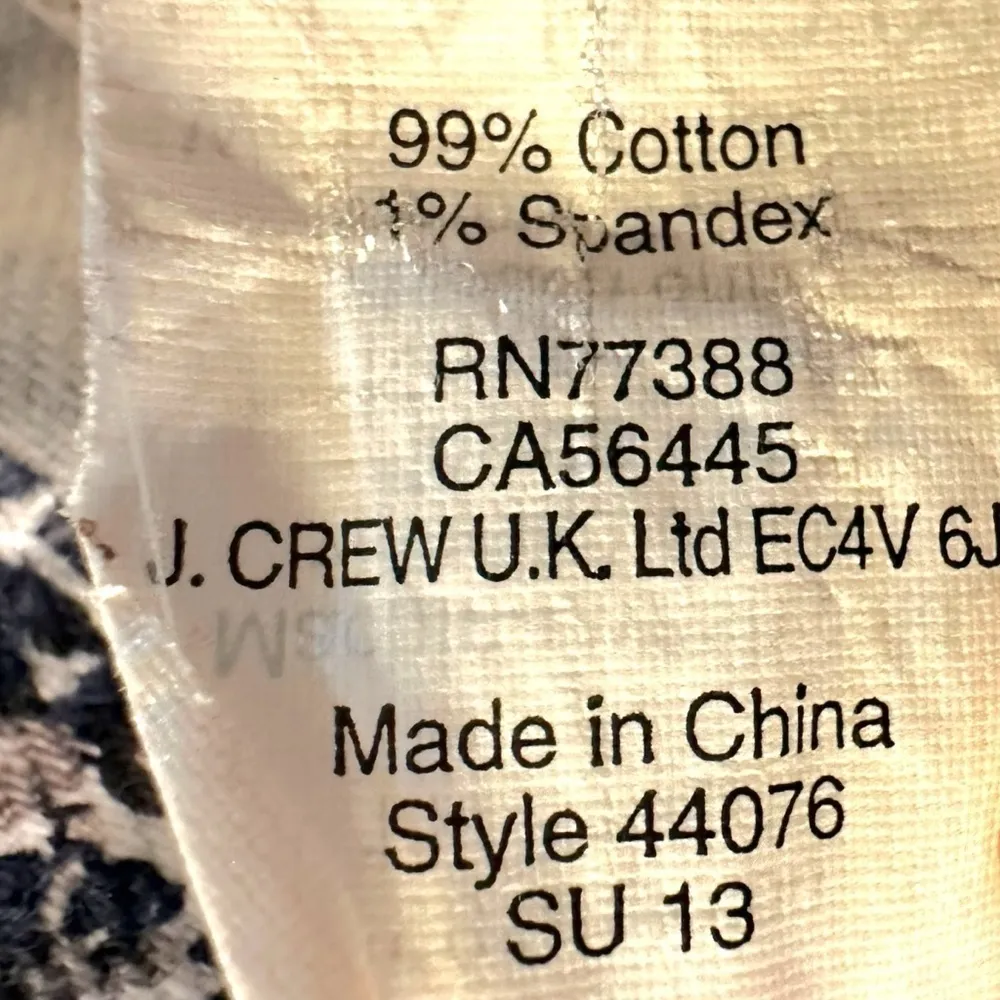 99% Cotton
1% Spandex
RN77388
CA56445
J. CREW U.K. Ltd EC4V 6J
Made in China
Style 44076
SU 13